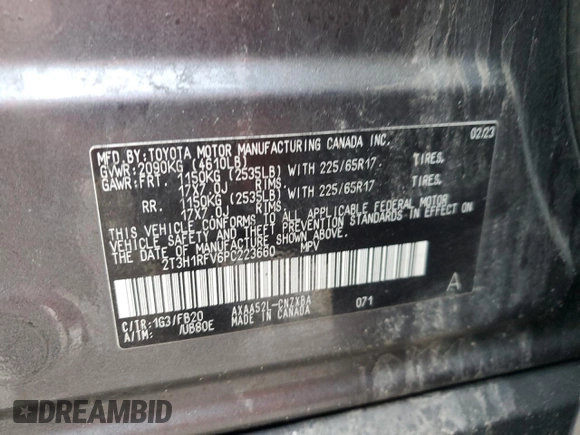 MFD.BY:TOYOTA MOTOR MANUFACTURING CANADA INC. 02/23
GVWR:2090KG (4610LB)
GAWR:FRT. 1150KG (2535LB) WITH 225/65R17 TIRES.
17X7.0J RIMS.
RR. 1150KG (2535LB) WITH 225/65R17 TIRES.
17X7.0J RIMS.
THIS VEHICLE CONFORMS TO ALL APPLICABLE FEDERAL MOTOR
VEHICLE SAFETY AND THEFT PREVENTION STANDARDS IN EFFECT ON
THE DATE OF MANUFACTURE SHOWN ABOVE.
2T3H1RFV6PC223660 MPV
A
C/TR:1G3/FB20 AXAA52L-CNZXBA 071
A/TM: /UB80E MADE IN CANADA
DREAMBID